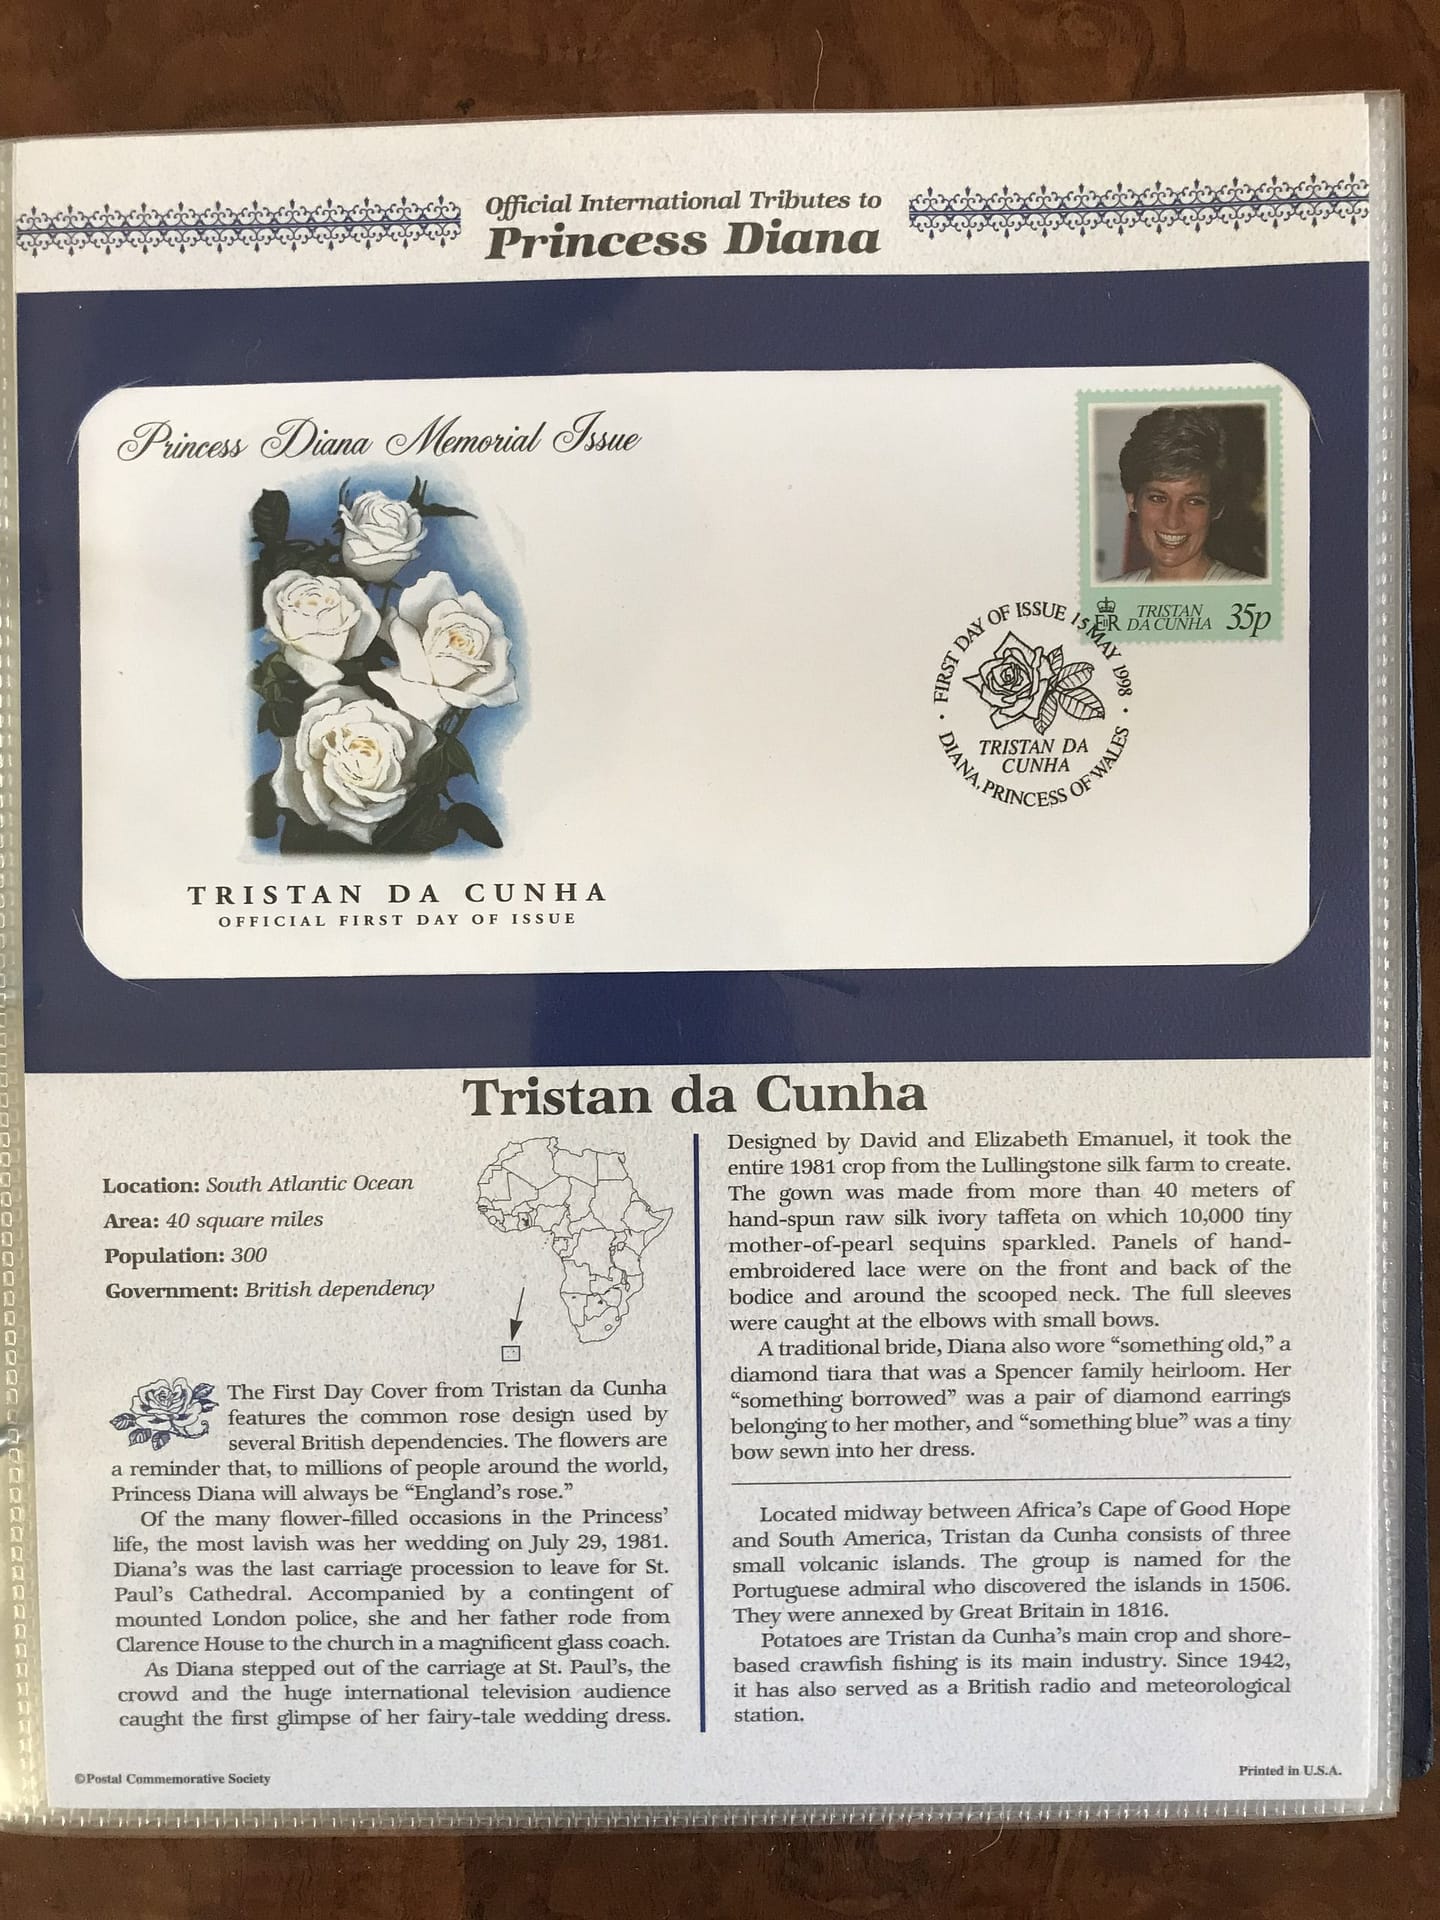 Official International Tributes to
Princess Diana
Princess Diana Memorial Issue
TRISTAN DA CUNHA
OFFICIAL FIRST DAY OF ISSUE
EIIR
TRISTAN
DA CUNHA
35p
· FIRST DAY OF ISSUE 15 MAY 1998 ·
TRISTAN DA
CUNHA
DIANA, PRINCESS OF WALES
Tristan da Cunha
Location: South Atlantic Ocean
Area: 40 square miles
Population: 300
Government: British dependency
The First Day Cover from Tristan da Cunha
features the common rose design used by
several British dependencies. The flowers are
a reminder that, to millions of people around the world,
Princess Diana will always be “England’s rose.”
Of the many flower-filled occasions in the Princess’
life, the most lavish was her wedding on July 29, 1981.
Diana’s was the last carriage procession to leave for St.
Paul’s Cathedral. Accompanied by a contingent of
mounted London police, she and her father rode from
Clarence House to the church in a magnificent glass coach.
As Diana stepped out of the carriage at St. Paul’s, the
crowd and the huge international television audience
caught the first glimpse of her fairy-tale wedding dress.
Designed by David and Elizabeth Emanuel, it took the
entire 1981 crop from the Lullingstone silk farm to create.
The gown was made from more than 40 meters of
hand-spun raw silk ivory taffeta on which 10,000 tiny
mother-of-pearl sequins sparkled. Panels of hand-
embroidered lace were on the front and back of the
bodice and around the scooped neck. The full sleeves
were caught at the elbows with small bows.
A traditional bride, Diana also wore “something old,” a
diamond tiara that was a Spencer family heirloom. Her
“something borrowed” was a pair of diamond earrings
belonging to her mother, and “something blue” was a tiny
bow sewn into her dress.
Located midway between Africa’s Cape of Good Hope
and South America, Tristan da Cunha consists of three
small volcanic islands. The group is named for the
Portuguese admiral who discovered the islands in 1506.
They were annexed by Great Britain in 1816.
Potatoes are Tristan da Cunha’s main crop and shore-
based crawfish fishing is its main industry. Since 1942,
it has also served as a British radio and meteorological
station.
©Postal Commemorative Society
Printed in U.S.A.